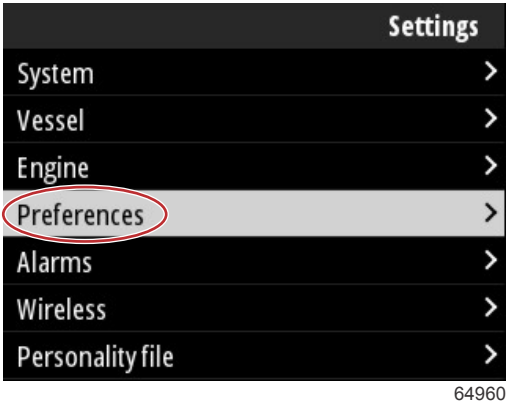 Settings
System
Vessel
Engine
Preferences
Alarms
Wireless
Personality file
64960